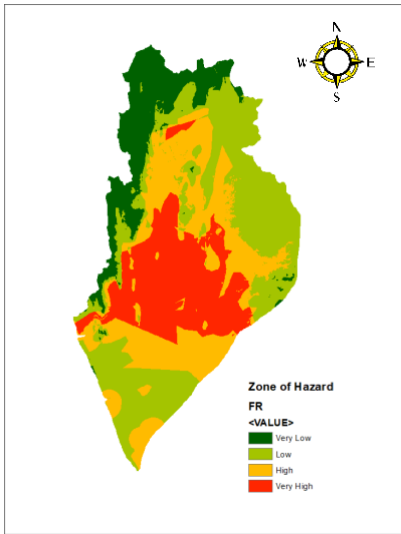 N
W E
S
Zone of Hazard
FR
<VALUE>
Very Low
Low
High
Very High